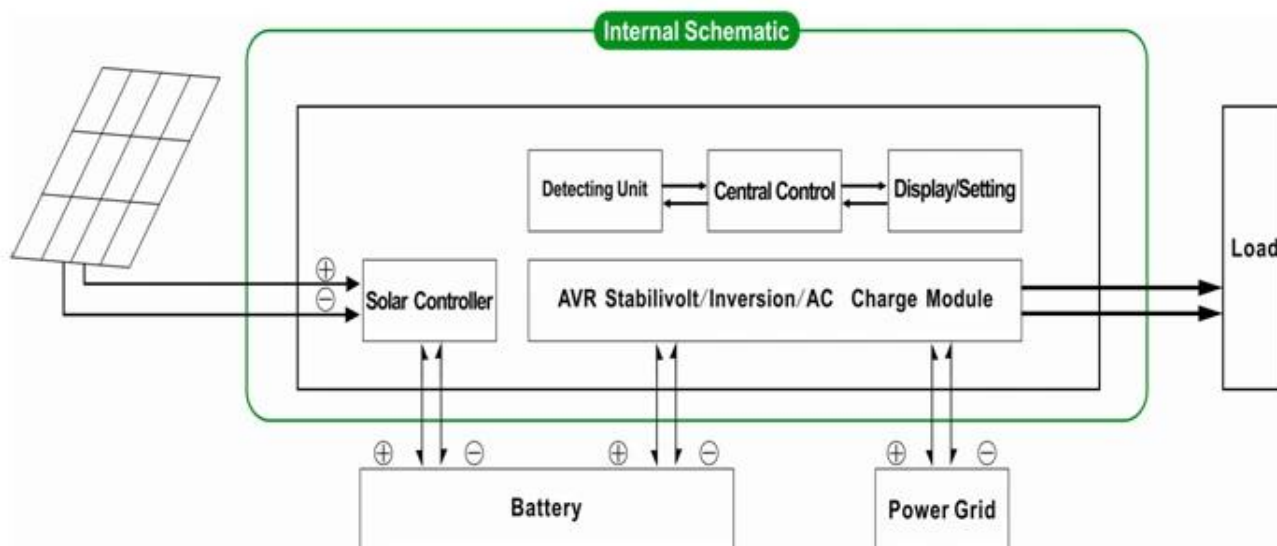 Internal Schematic
Detecting Unit
Central Control
Display/Setting
Load
⊕
⊖
Solar Controller
AVR Stabilivolt/Inversion/AC Charge Module
⊕
⊖
⊕
⊖
⊕
⊖
Battery
Power Grid